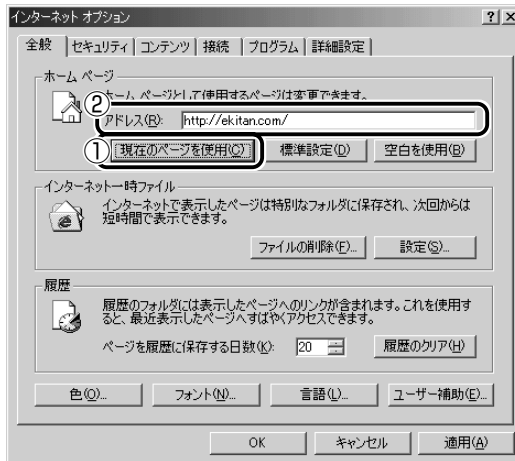 インターネット オプション
全般 セキュリティ コンテンツ 接続 プログラム 詳細設定
ホーム ページ
ホーム ページとして使用するページは変更できます。
②
アドレス(R): http://ekitan.com/
①
現在のページを使用(C) 標準設定(D) 空白を使用(B)
インターネット一時ファイル
インターネットで表示したページは特別なフォルダに保存され、次回からは
短時間で表示できます。
ファイルの削除(F)... 設定(S)...
履歴
履歴のフォルダには表示したページへのリンクが含まれます。これを使用す
ると、最近表示したページへすばやくアクセスできます。
ページを履歴に保存する日数(K): 20 履歴のクリア(H)
色(O)... フォント(N)... 言語(L)... ユーザー補助(E)...
OK キャンセル 適用(A)